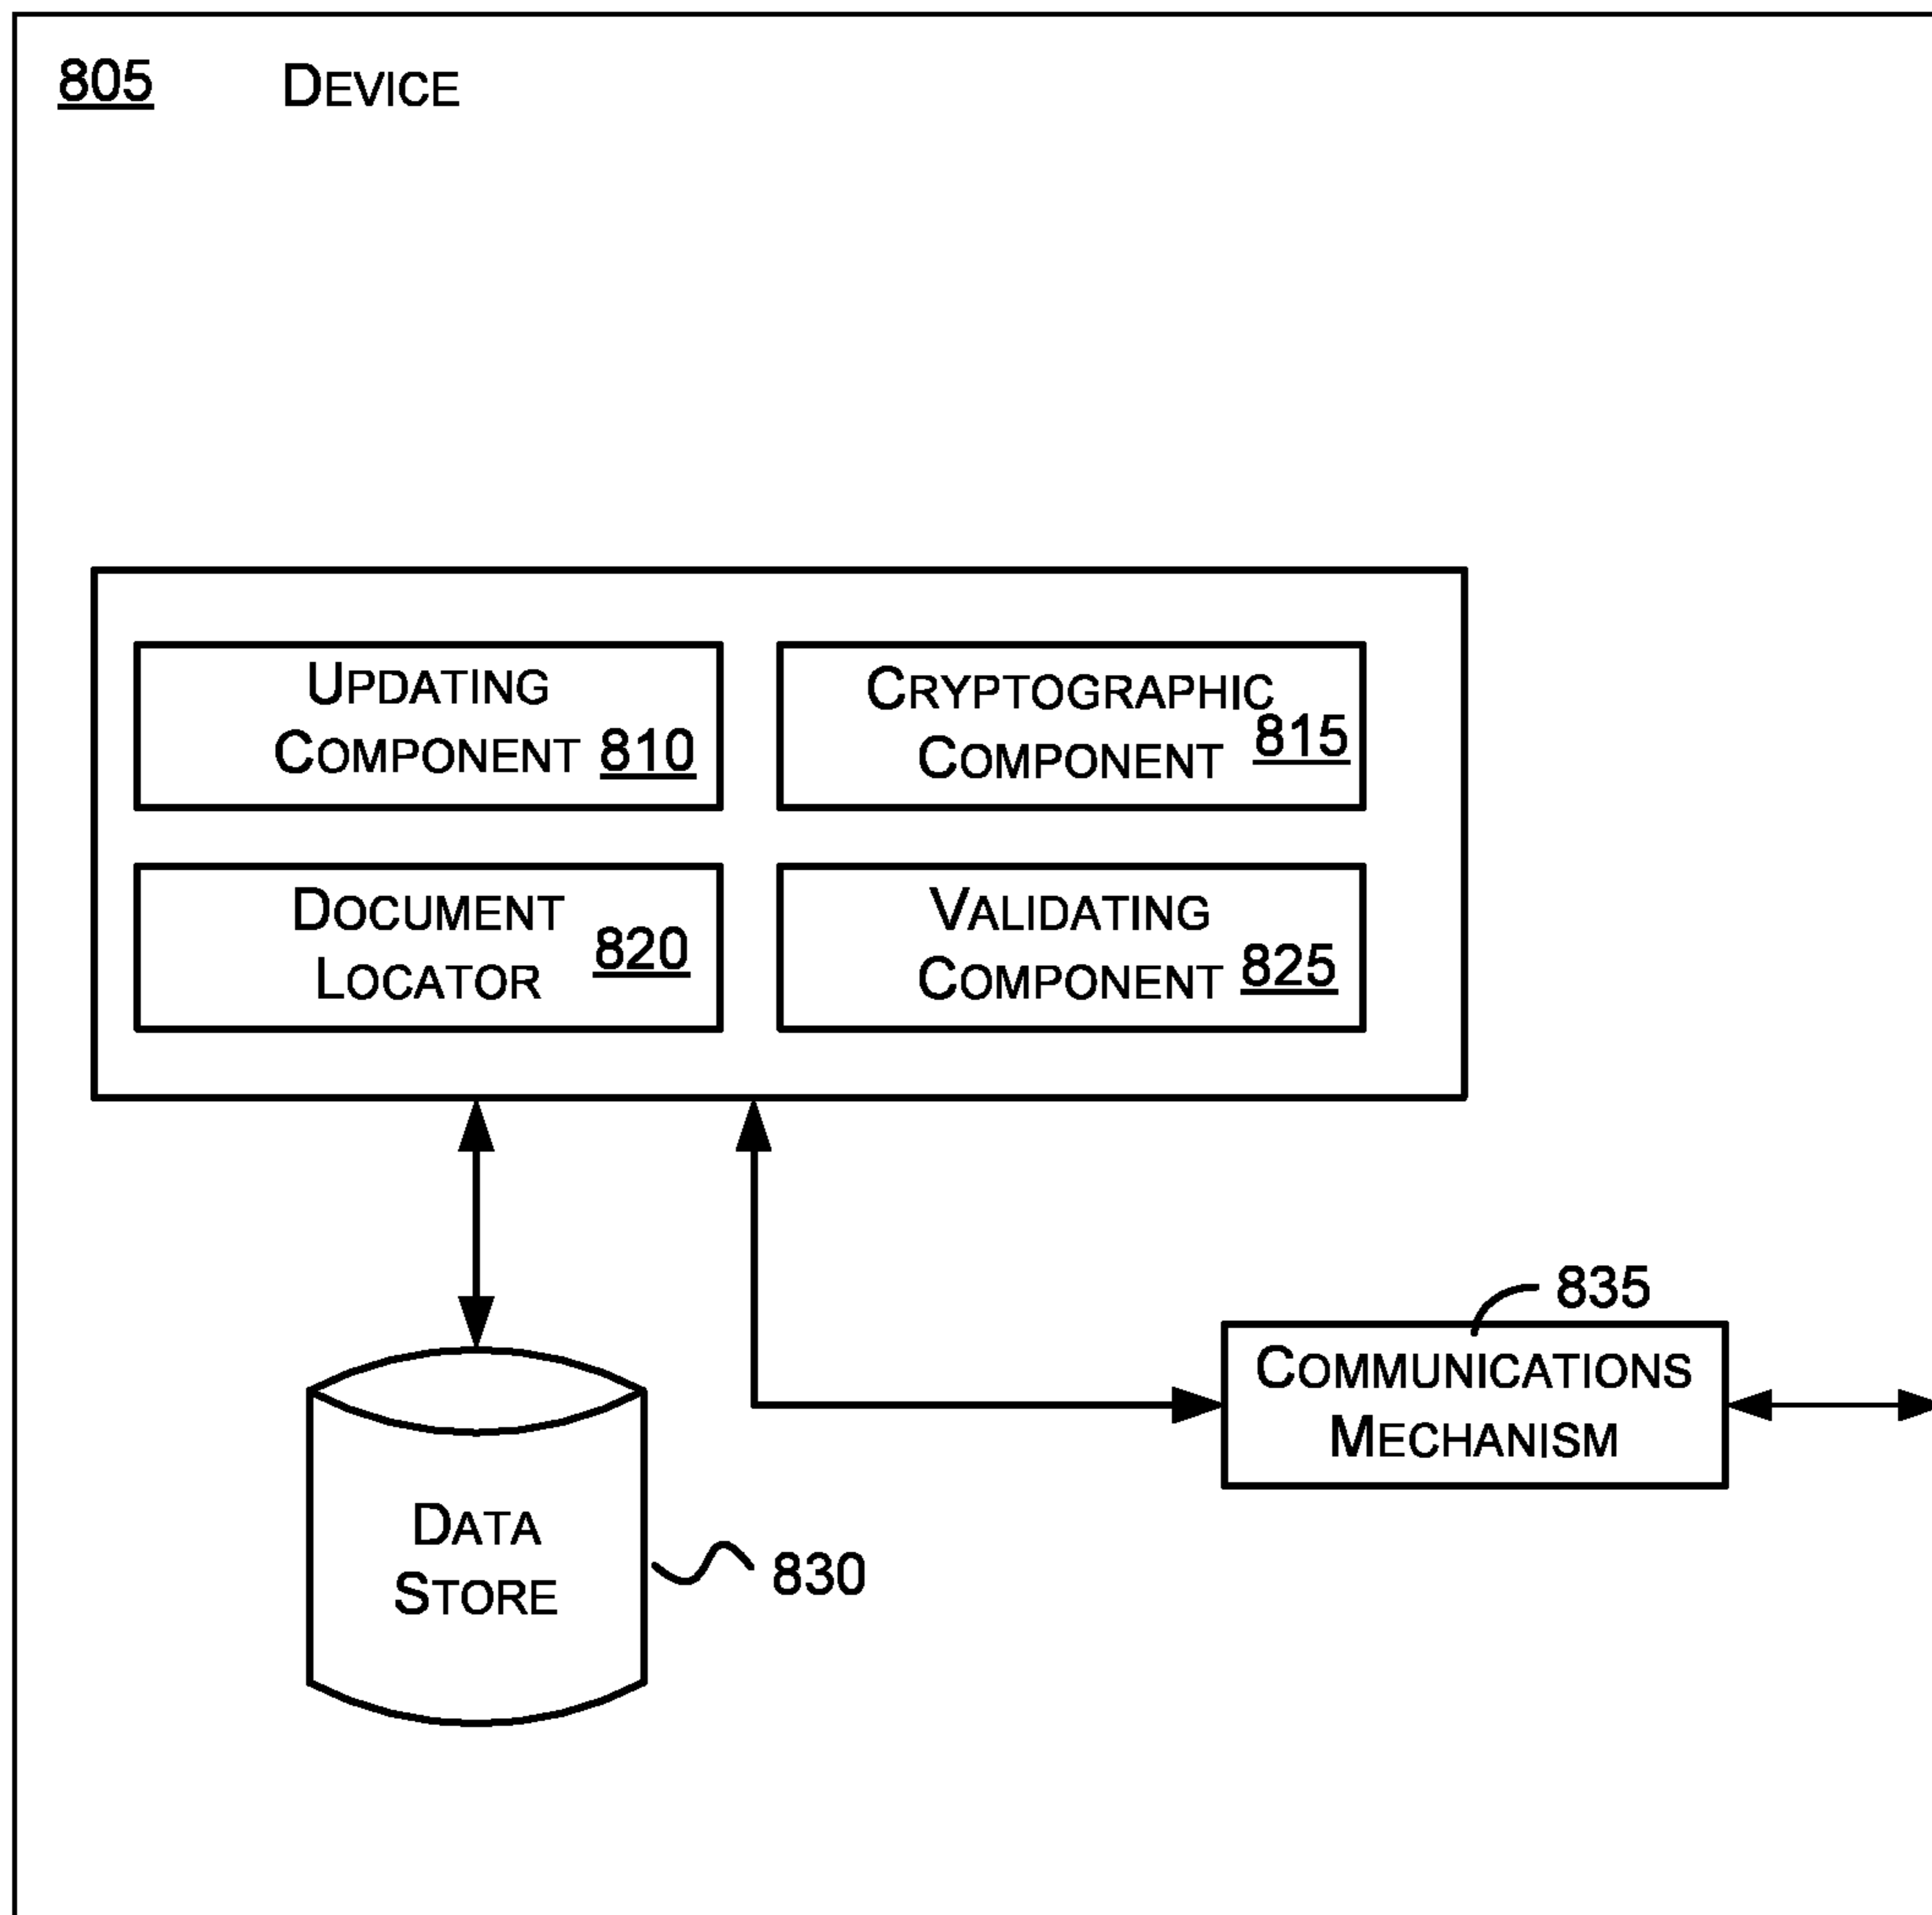 805 DEVICE
UPDATING
COMPONENT 810
CRYPTOGRAPHIC
COMPONENT 815
DOCUMENT
LOCATOR 820
VALIDATING
COMPONENT 825
835
COMMUNICATIONS
MECHANISM
DATA
STORE
830